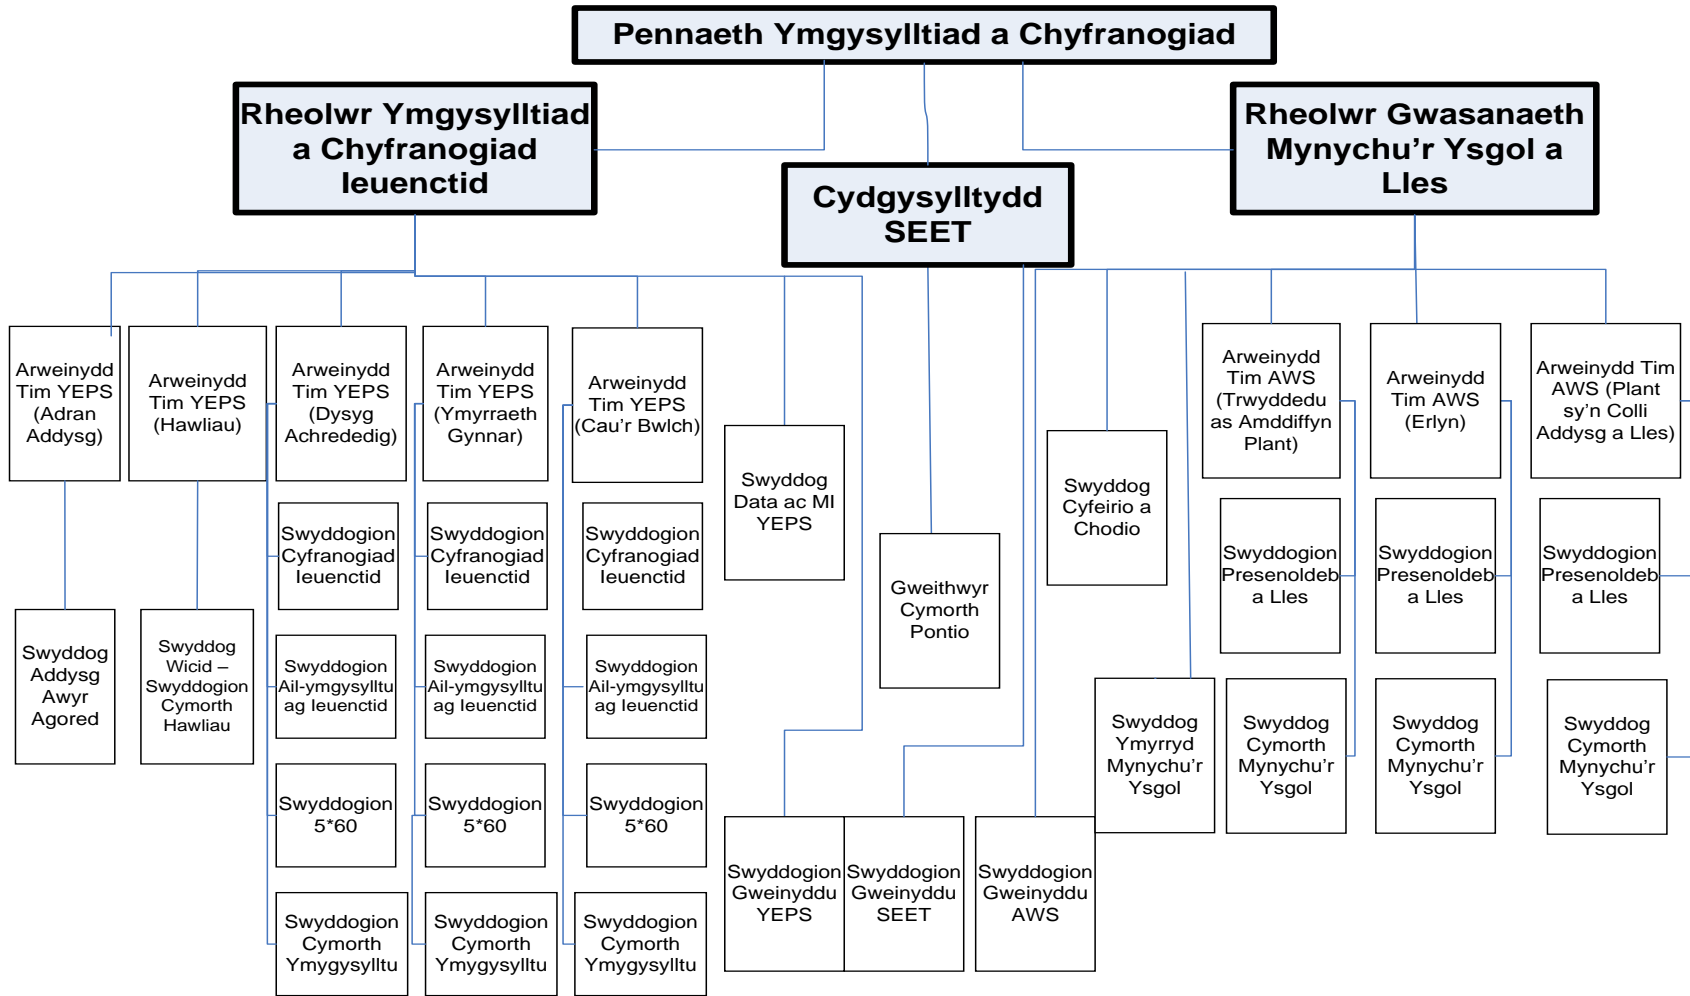 Pennaeth Ymgysylltiad a Chyfranogiad
Rheolwr Ymgysylltiad
a Chyfranogiad
Ieuenctid
Cydgysylltydd
SEET
Rheolwr Gwasanaeth
Mynychu’r Ysgol a
Lles
Arweinydd
Tim YEPS
(Adran
Addysg)
Arweinydd
Tim YEPS
(Hawliau)
Arweinydd
Tim YEPS
(Dysyg
Achrededig)
Arweinydd
Tim YEPS
(Ymyrraeth
Gynnar)
Arweinydd
Tim YEPS
(Cau’r Bwlch)
Swyddog
Data ac MI
YEPS
Gweithwyr
Cymorth
Pontio
Swyddog
Cyfeirio a
Chodio
Arweinydd
Tim AWS
(Trwyddedu
as Amddiffyn
Plant)
Arweinydd
Tim AWS
(Erlyn)
Arweinydd Tim
AWS (Plant
sy’n Colli
Addysg a Lles)
Swyddogion
Cyfranogiad
Ieuenctid
Swyddogion
Cyfranogiad
Ieuenctid
Swyddogion
Cyfranogiad
Ieuenctid
Swyddogion
Presenoldeb
a Lles
Swyddogion
Presenoldeb
a Lles
Swyddogion
Presenoldeb
a Lles
Swyddog
Addysg
Awyr
Agored
Swyddog
Wicid –
Swyddogion
Cymorth
Hawliau
Swyddogion
Ail-ymgysylltu
ag Ieuenctid
Swyddogion
Ail-ymgysylltu
ag Ieuenctid
Swyddogion
Ail-ymgysylltu
ag Ieuenctid
Swyddog
Ymyrryd
Mynychu’r
Ysgol
Swyddog
Cymorth
Mynychu’r
Ysgol
Swyddog
Cymorth
Mynychu’r
Ysgol
Swyddog
Cymorth
Mynychu’r
Ysgol
Swyddogion
5*60
Swyddogion
5*60
Swyddogion
5*60
Swyddogion
Gweinyddu
YEPS
Swyddogion
Gweinyddu
SEET
Swyddogion
Gweinyddu
AWS
Swyddogion
Cymorth
Ymygysylltu
Swyddogion
Cymorth
Ymygysylltu
Swyddogion
Cymorth
Ymygysylltu